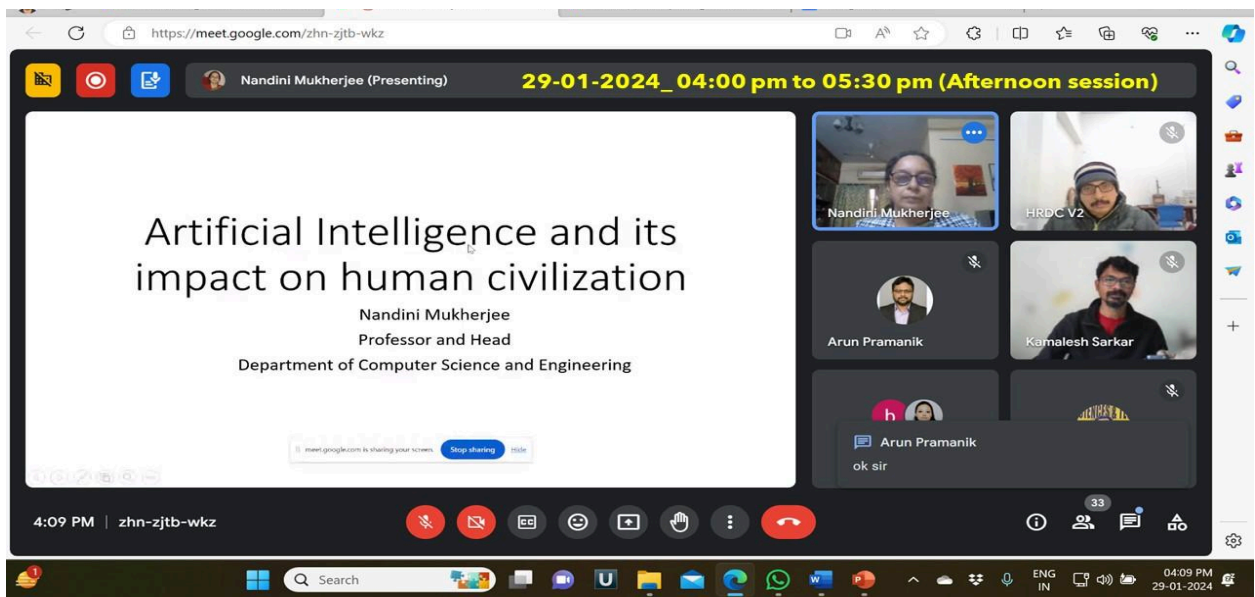 https://meet.google.com/zhn-zjtb-wkz
Nandini Mukherjee (Presenting)
29-01-2024_ 04:00 pm to 05:30 pm (Afternoon session)
Artificial Intelligence and its
impact on human civilization
Nandini Mukherjee
Professor and Head
Department of Computer Science and Engineering
meet.google.com is sharing your screen.
Stop sharing
Hide
Nandini Mukherjee
HRDC V2
Arun Pramanik
Kamalesh Sarkar
b
Arun Pramanik
ok sir
4:09 PM | zhn-zjtb-wkz
CC
33
1
Search
U
ENG
IN
04:09 PM
29-01-2024